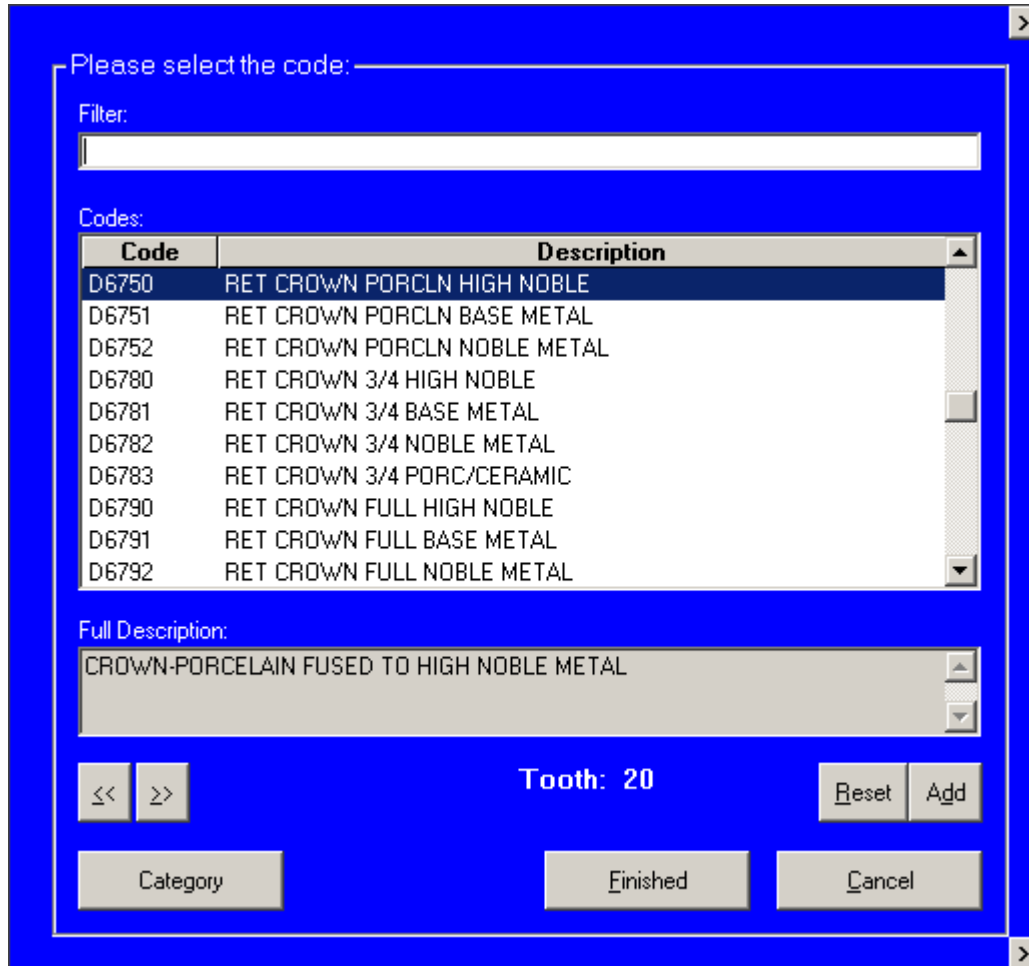 Please select the code:
Filter:
Codes:
Code Description
D6750 RET CROWN PORCLN HIGH NOBLE
D6751 RET CROWN PORCLN BASE METAL
D6752 RET CROWN PORCLN NOBLE METAL
D6780 RET CROWN 3/4 HIGH NOBLE
D6781 RET CROWN 3/4 BASE METAL
D6782 RET CROWN 3/4 NOBLE METAL
D6783 RET CROWN 3/4 PORC/CERAMIC
D6790 RET CROWN FULL HIGH NOBLE
D6791 RET CROWN FULL BASE METAL
D6792 RET CROWN FULL NOBLE METAL
Full Description:
CROWN-PORCELAIN FUSED TO HIGH NOBLE METAL
<< >> Tooth: 20 Reset Add
Category Finished Cancel